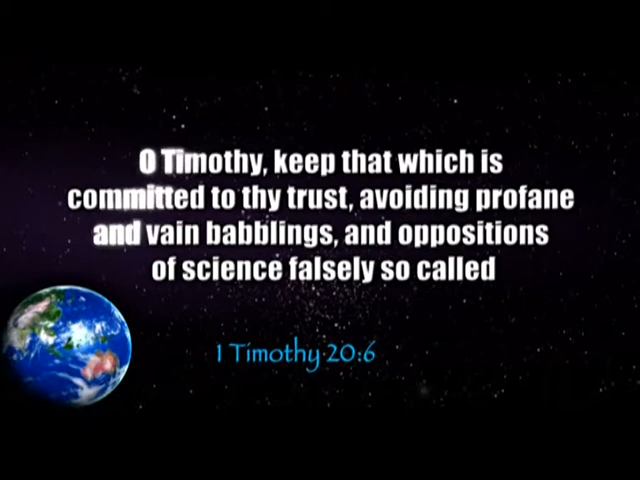 O Timothy, keep that which is
committed to thy trust, avoiding profane
and vain babblings, and oppositions
of science falsely so called
1 Timothy 20:6